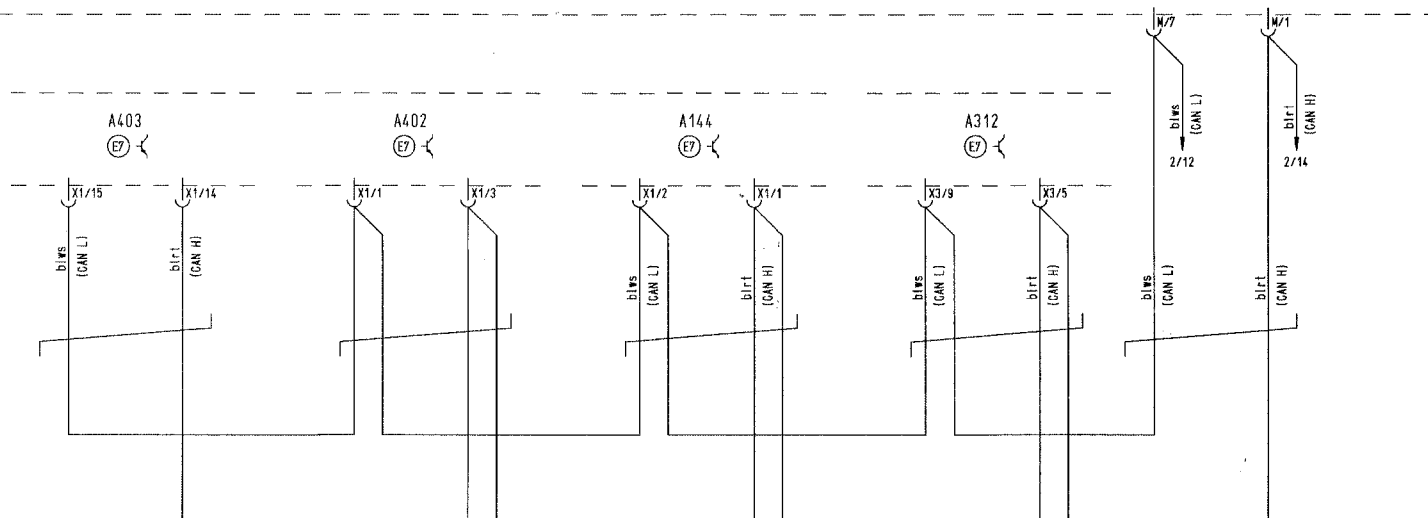 M/7 M/1
blws (CAN L) blrt (CAN H)
2/12 2/14
A403 A402 A144 A312
E7 E7 E7 E7
X1/15 X1/14 X1/1 X1/3 X1/2 X1/1 X3/9 X3/5
blws (CAN L) blrt (CAN H) blws (CAN L) blrt (CAN H) blws (CAN L) blrt (CAN H) blws (CAN L) blrt (CAN H)